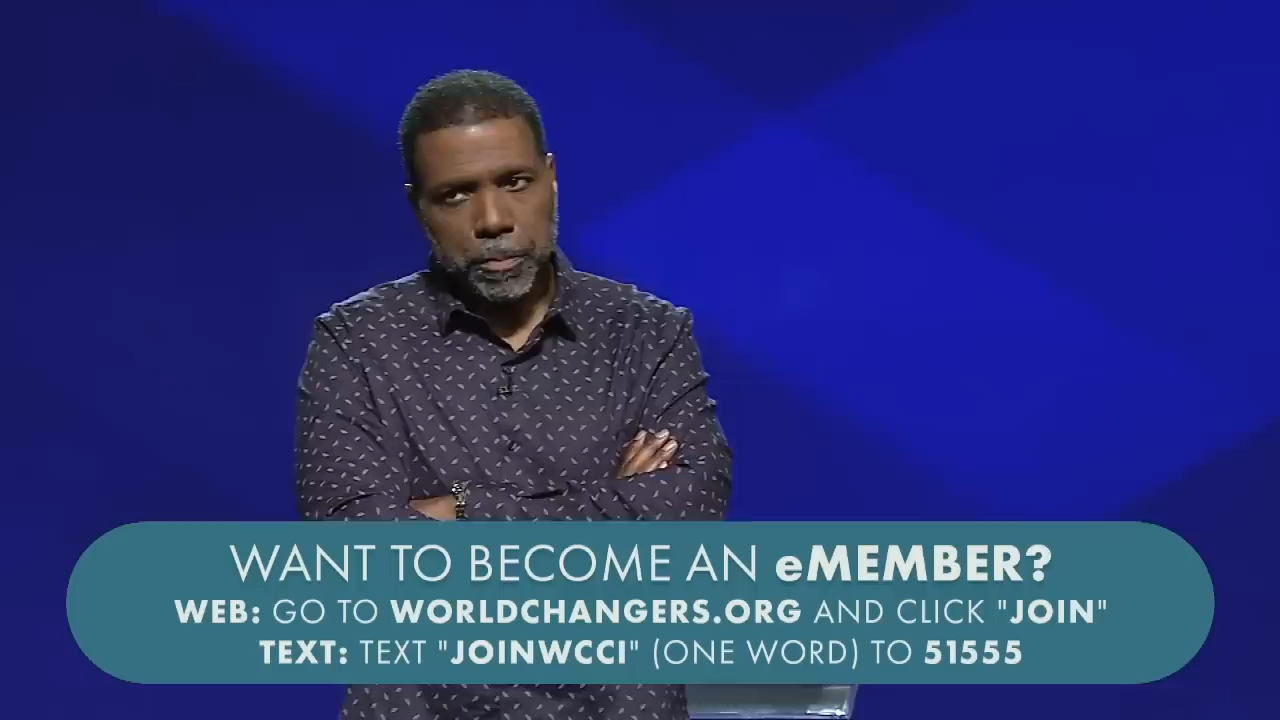 WANT TO BECOME AN eMEMBER?
WEB: GO TO WORLDCHANGERS.ORG AND CLICK "JOIN"
TEXT: TEXT "JOINWCCI" (ONE WORD) TO 51555